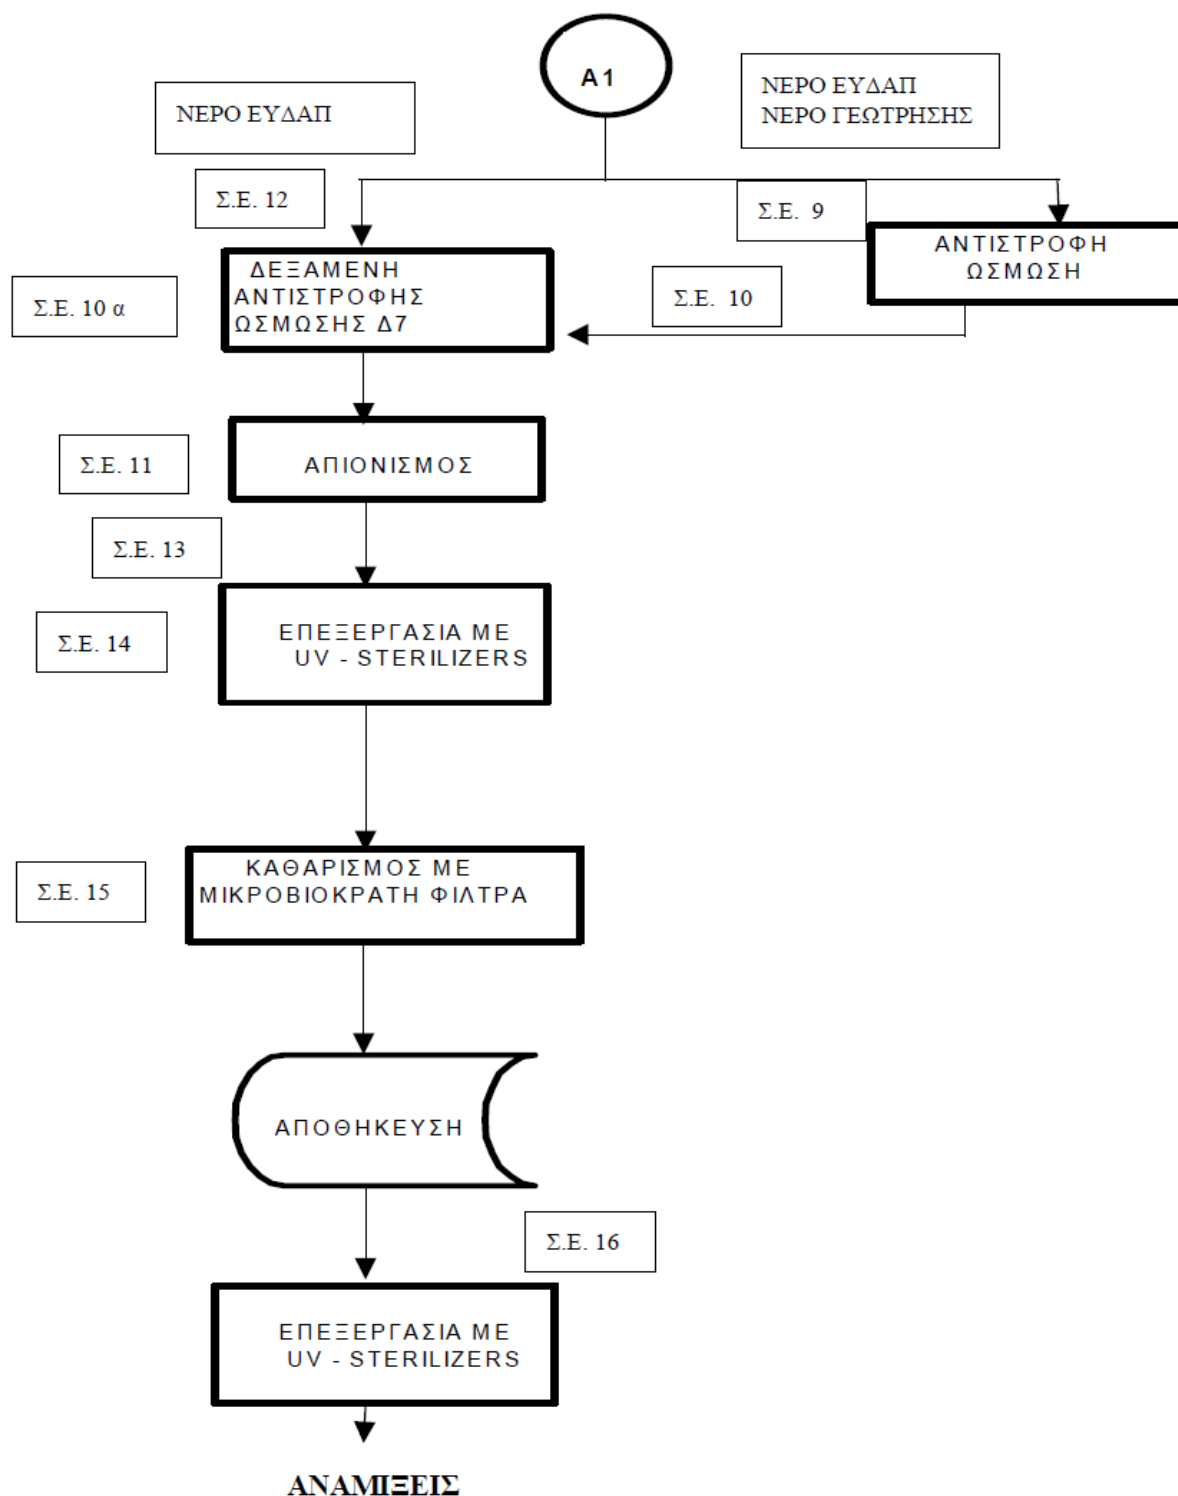 Α1
ΝΕΡΟ ΕΥΔΑΠ
ΝΕΡΟ ΕΥΔΑΠ
ΝΕΡΟ ΓΕΩΤΡΗΣΗΣ
Σ.Ε. 12
Σ.Ε. 9
ΑΝΤΙΣΤΡΟΦΗ
ΩΣΜΩΣΗ
ΔΕΞΑΜΕΝΗ
ΑΝΤΙΣΤΡΟΦΗΣ
ΩΣΜΩΣΗΣ Δ7
Σ.Ε. 10 α
Σ.Ε. 10
Σ.Ε. 11
ΑΠΙΟΝΙΣΜΟΣ
Σ.Ε. 13
Σ.Ε. 14
ΕΠΕΞΕΡΓΑΣΙΑ ΜΕ
UV - STERILIZERS
Σ.Ε. 15
ΚΑΘΑΡΙΣΜΟΣ ΜΕ
ΜΙΚΡΟΒΙΟΚΡΑΤΗ ΦΙΛΤΡΑ
ΑΠΟΘΗΚΕΥΣΗ
Σ.Ε. 16
ΕΠΕΞΕΡΓΑΣΙΑ ΜΕ
UV - STERILIZERS
ΑΝΑΜΙΞΕΙΣ